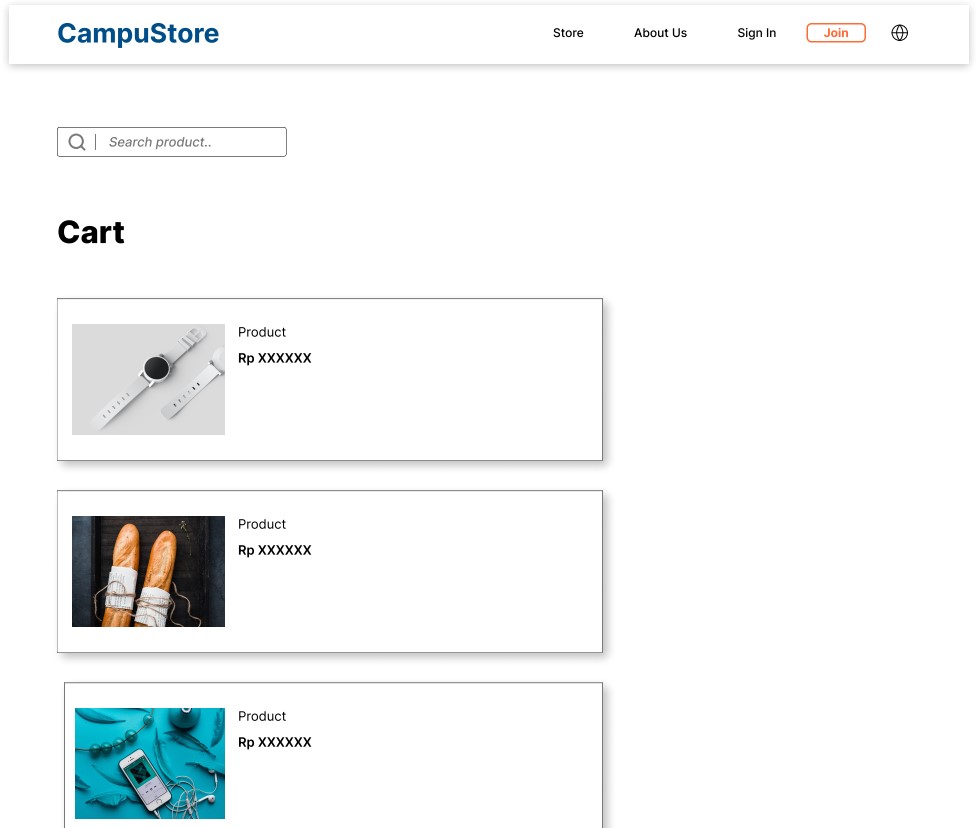 CampuStore
Store
About Us
Sign In
Join
Search product..
Cart
Product
Rp XXXXXX
Product
Rp XXXXXX
Product
Rp XXXXXX